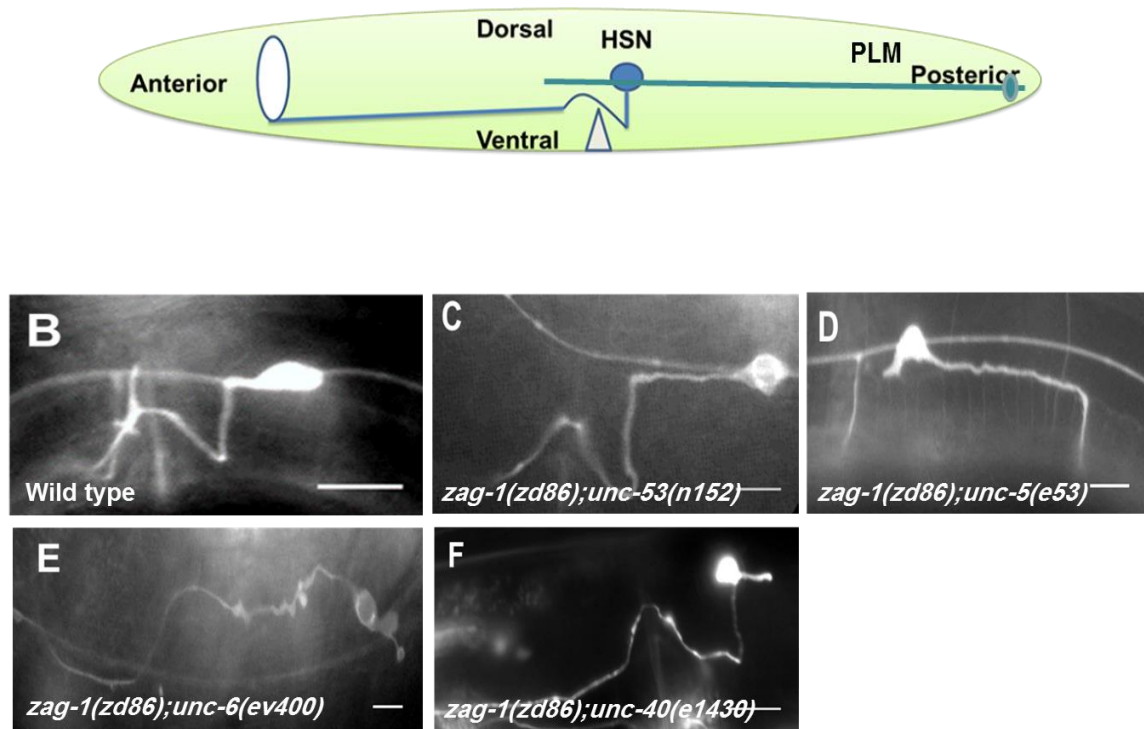 Dorsal
HSN
PLM
Anterior
Posterior
Ventral
B
Wild type
C
zag-1(zd86);unc-53(n152)
D
zag-1(zd86);unc-5(e53)
E
zag-1(zd86);unc-6(ev400)
F
zag-1(zd86);unc-40(e1430)